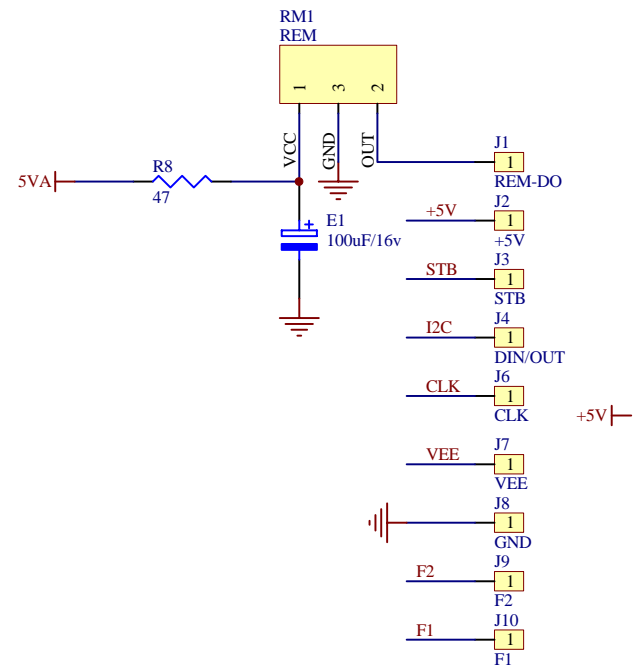 RM1
REM
1
3
2
VCC
GND
OUT
R8
5VA
47
E1
+
100uF/16v
J1
1
REM-DO
J2
+5V
1
+5V
J3
STB
1
STB
J4
I2C
1
DIN/OUT
J6
CLK
1
CLK
+5V
J7
VEE
1
VEE
J8
1
GND
J9
F2
1
F2
J10
F1
1
F1